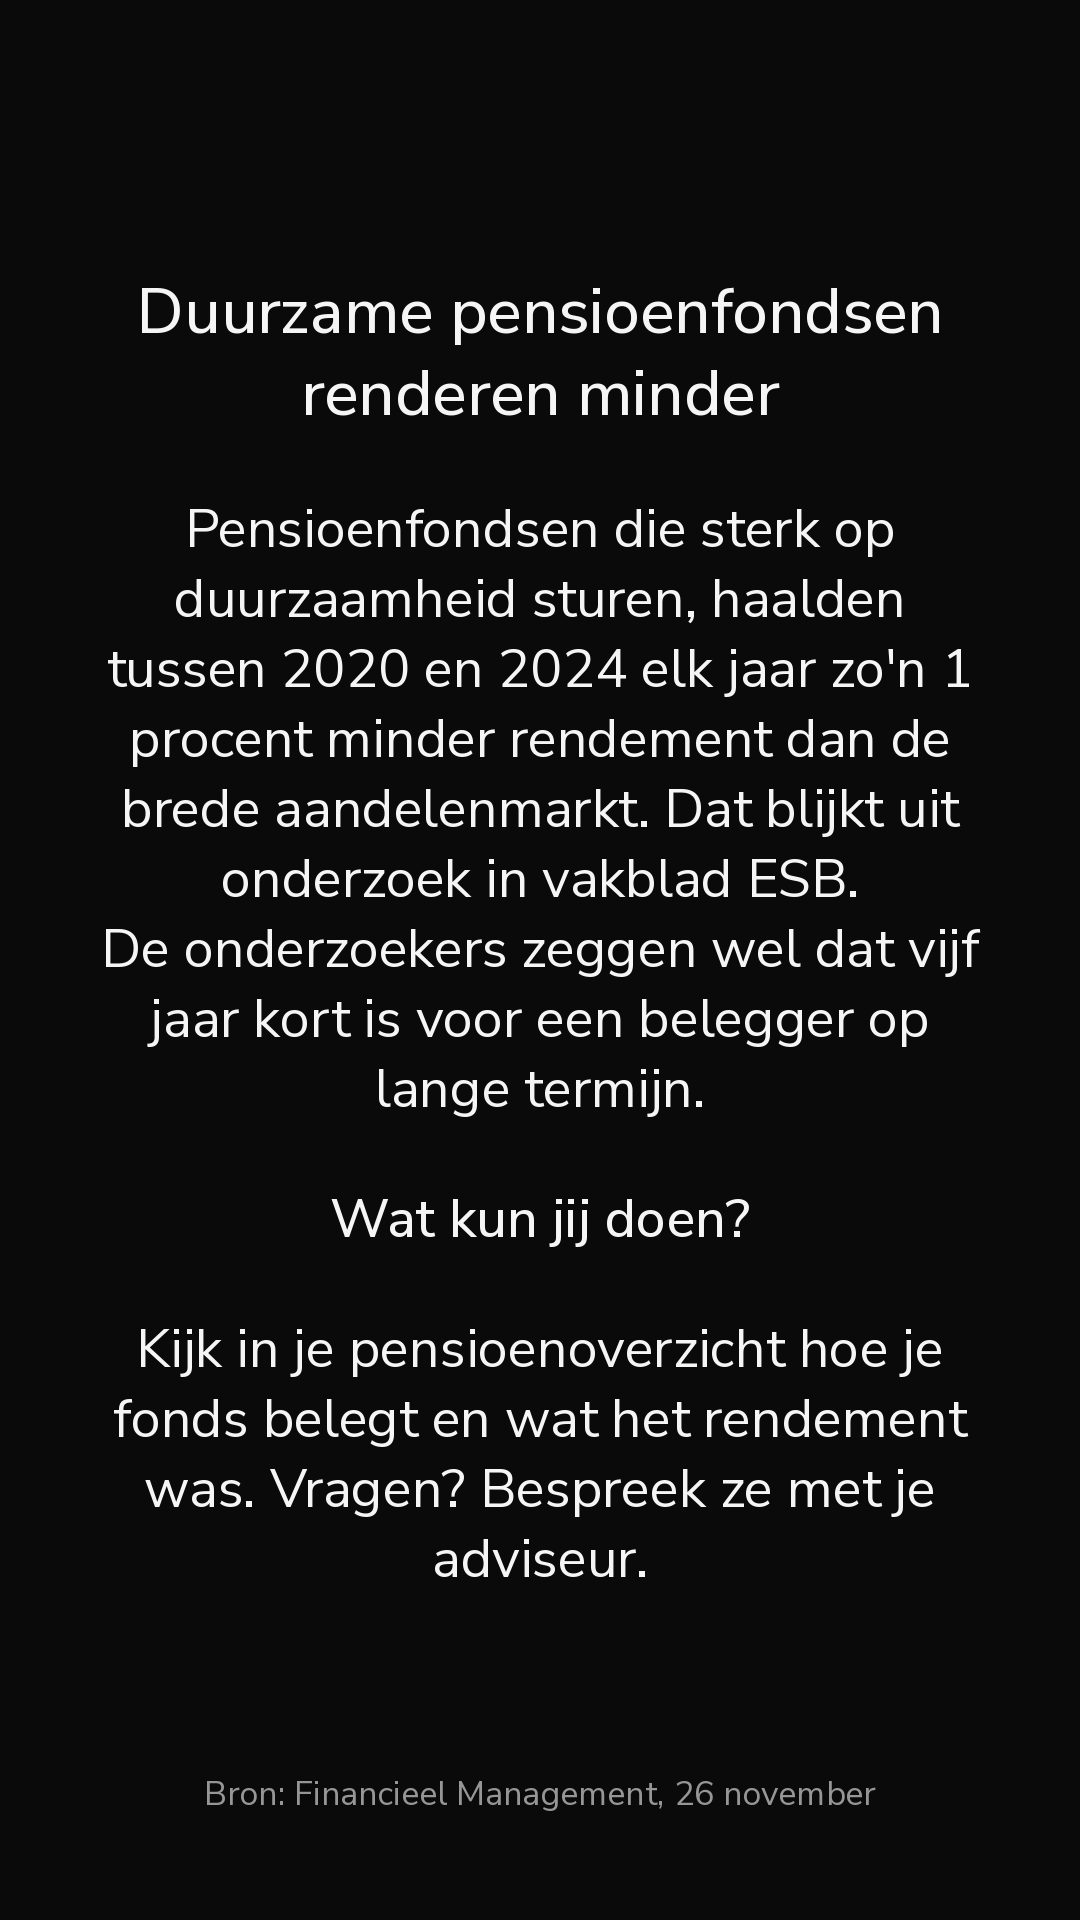 Duurzame pensioenfondsen
renderen minder
Pensioenfondsen die sterk op
duurzaamheid sturen, haalden
tussen 2020 en 2024 elk jaar zo'n 1
procent minder rendement dan de
brede aandelenmarkt. Dat blijkt uit
onderzoek in vakblad ESB.
De onderzoekers zeggen wel dat vijf
jaar kort is voor een belegger op
lange termijn.
Wat kun jij doen?
Kijk in je pensioenoverzicht hoe je
fonds belegt en wat het rendement
was. Vragen? Bespreek ze met je
adviseur.
Bron: Financieel Management, 26 november